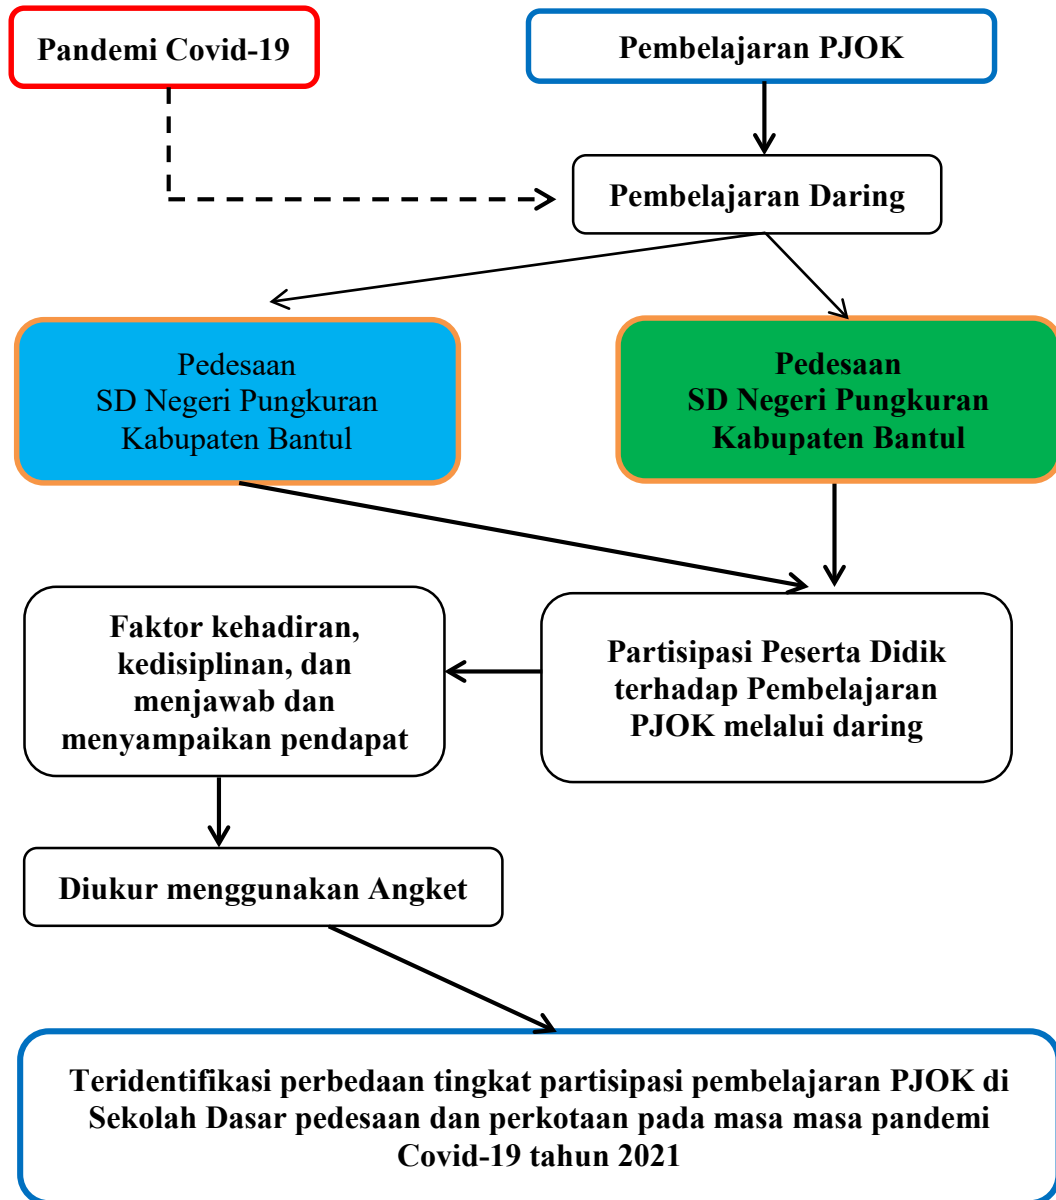 Pandemi Covid-19
Pembelajaran PJOK
Pembelajaran Daring
Pedesaan
SD Negeri Pungkuran
Kabupaten Bantul
Pedesaan
SD Negeri Pungkuran
Kabupaten Bantul
Faktor kehadiran,
kedisiplinan, dan
menjawab dan
menyampaikan pendapat
Partisipasi Peserta Didik
terhadap Pembelajaran
PJOK melalui daring
Diukur menggunakan Angket
Teridentifikasi perbedaan tingkat partisipasi pembelajaran PJOK di
Sekolah Dasar pedesaan dan perkotaan pada masa masa pandemi
Covid-19 tahun 2021